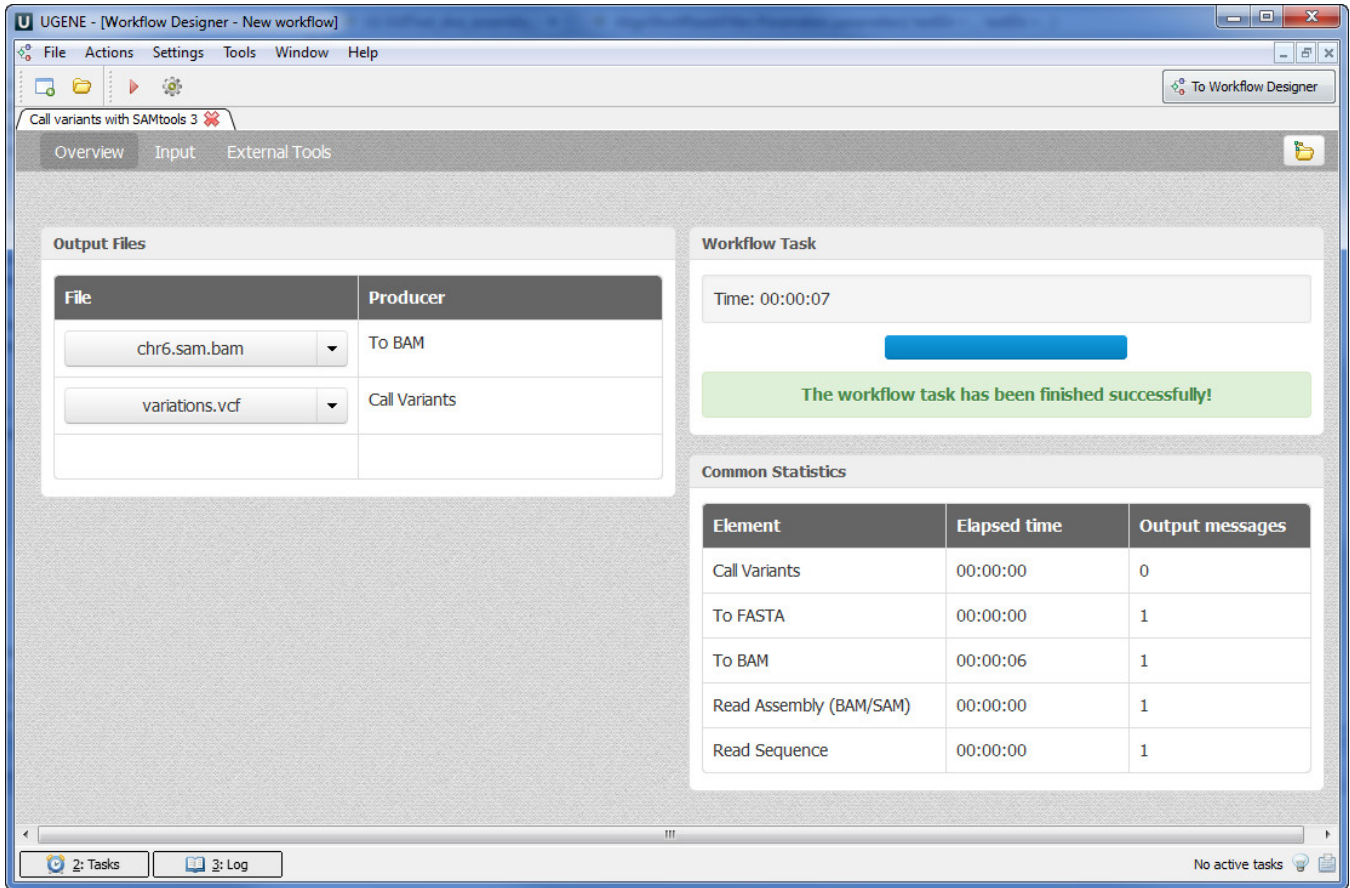 UGENE - [Workflow Designer - New workflow]
File Actions Settings Tools Window Help
To Workflow Designer
Call variants with SAMtools 3
Overview Input External Tools
Output Files
File Producer
chr6.sam.bam To BAM
variations.vcf Call Variants
Workflow Task
Time: 00:00:07
The workflow task has been finished successfully!
Common Statistics
Element Elapsed time Output messages
Call Variants 00:00:00 0
To FASTA 00:00:00 1
To BAM 00:00:06 1
Read Assembly (BAM/SAM) 00:00:00 1
Read Sequence 00:00:00 1
2: Tasks 3: Log No active tasks